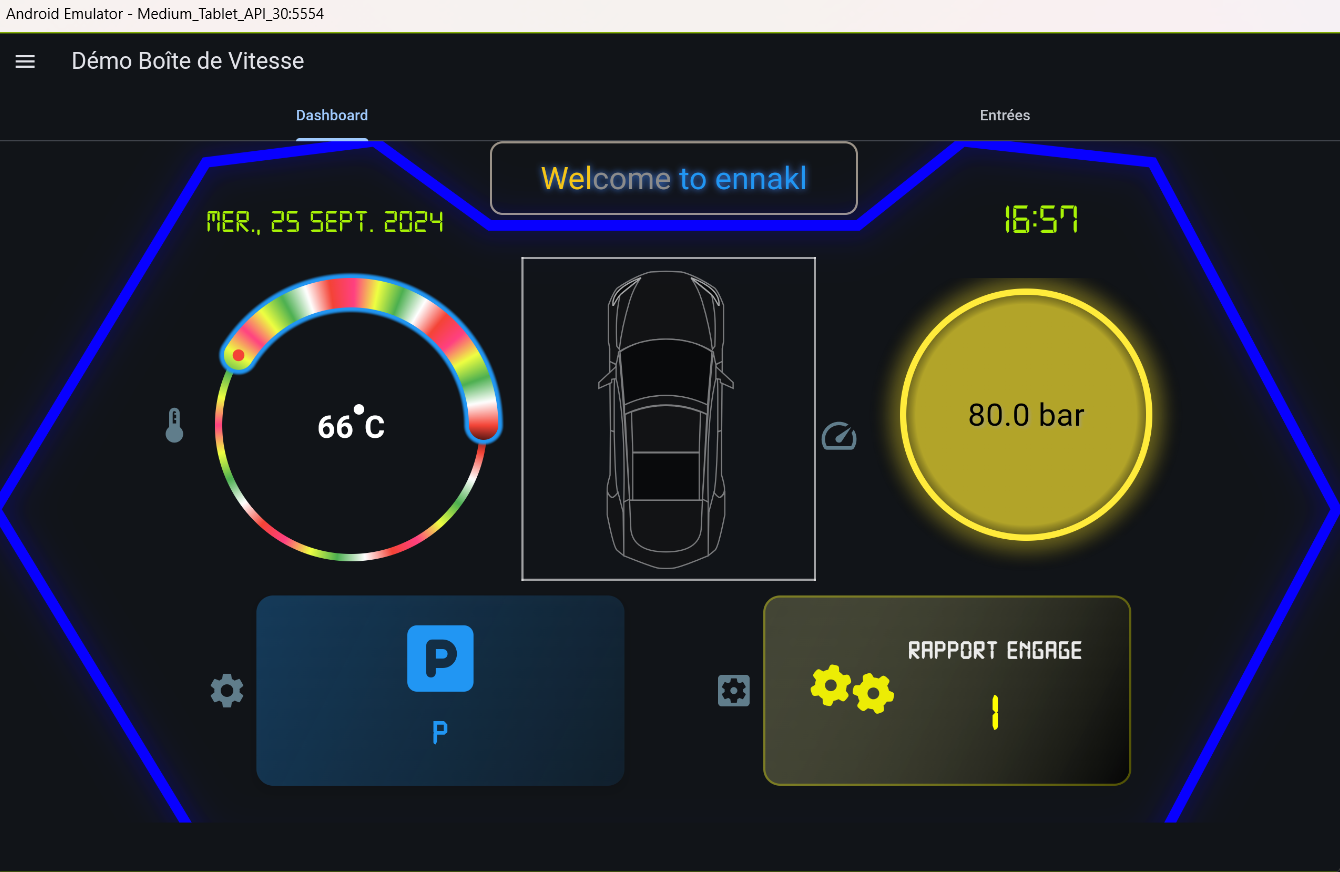 Android Emulator - Medium_Tablet_API_30:5554
Démo Boîte de Vitesse
Dashboard
Entrées
Welcome to ennakl
MER., 25 SEPT. 2024
16:57
66°C
80.0 bar
P
P
RAPPORT ENGAGE
1